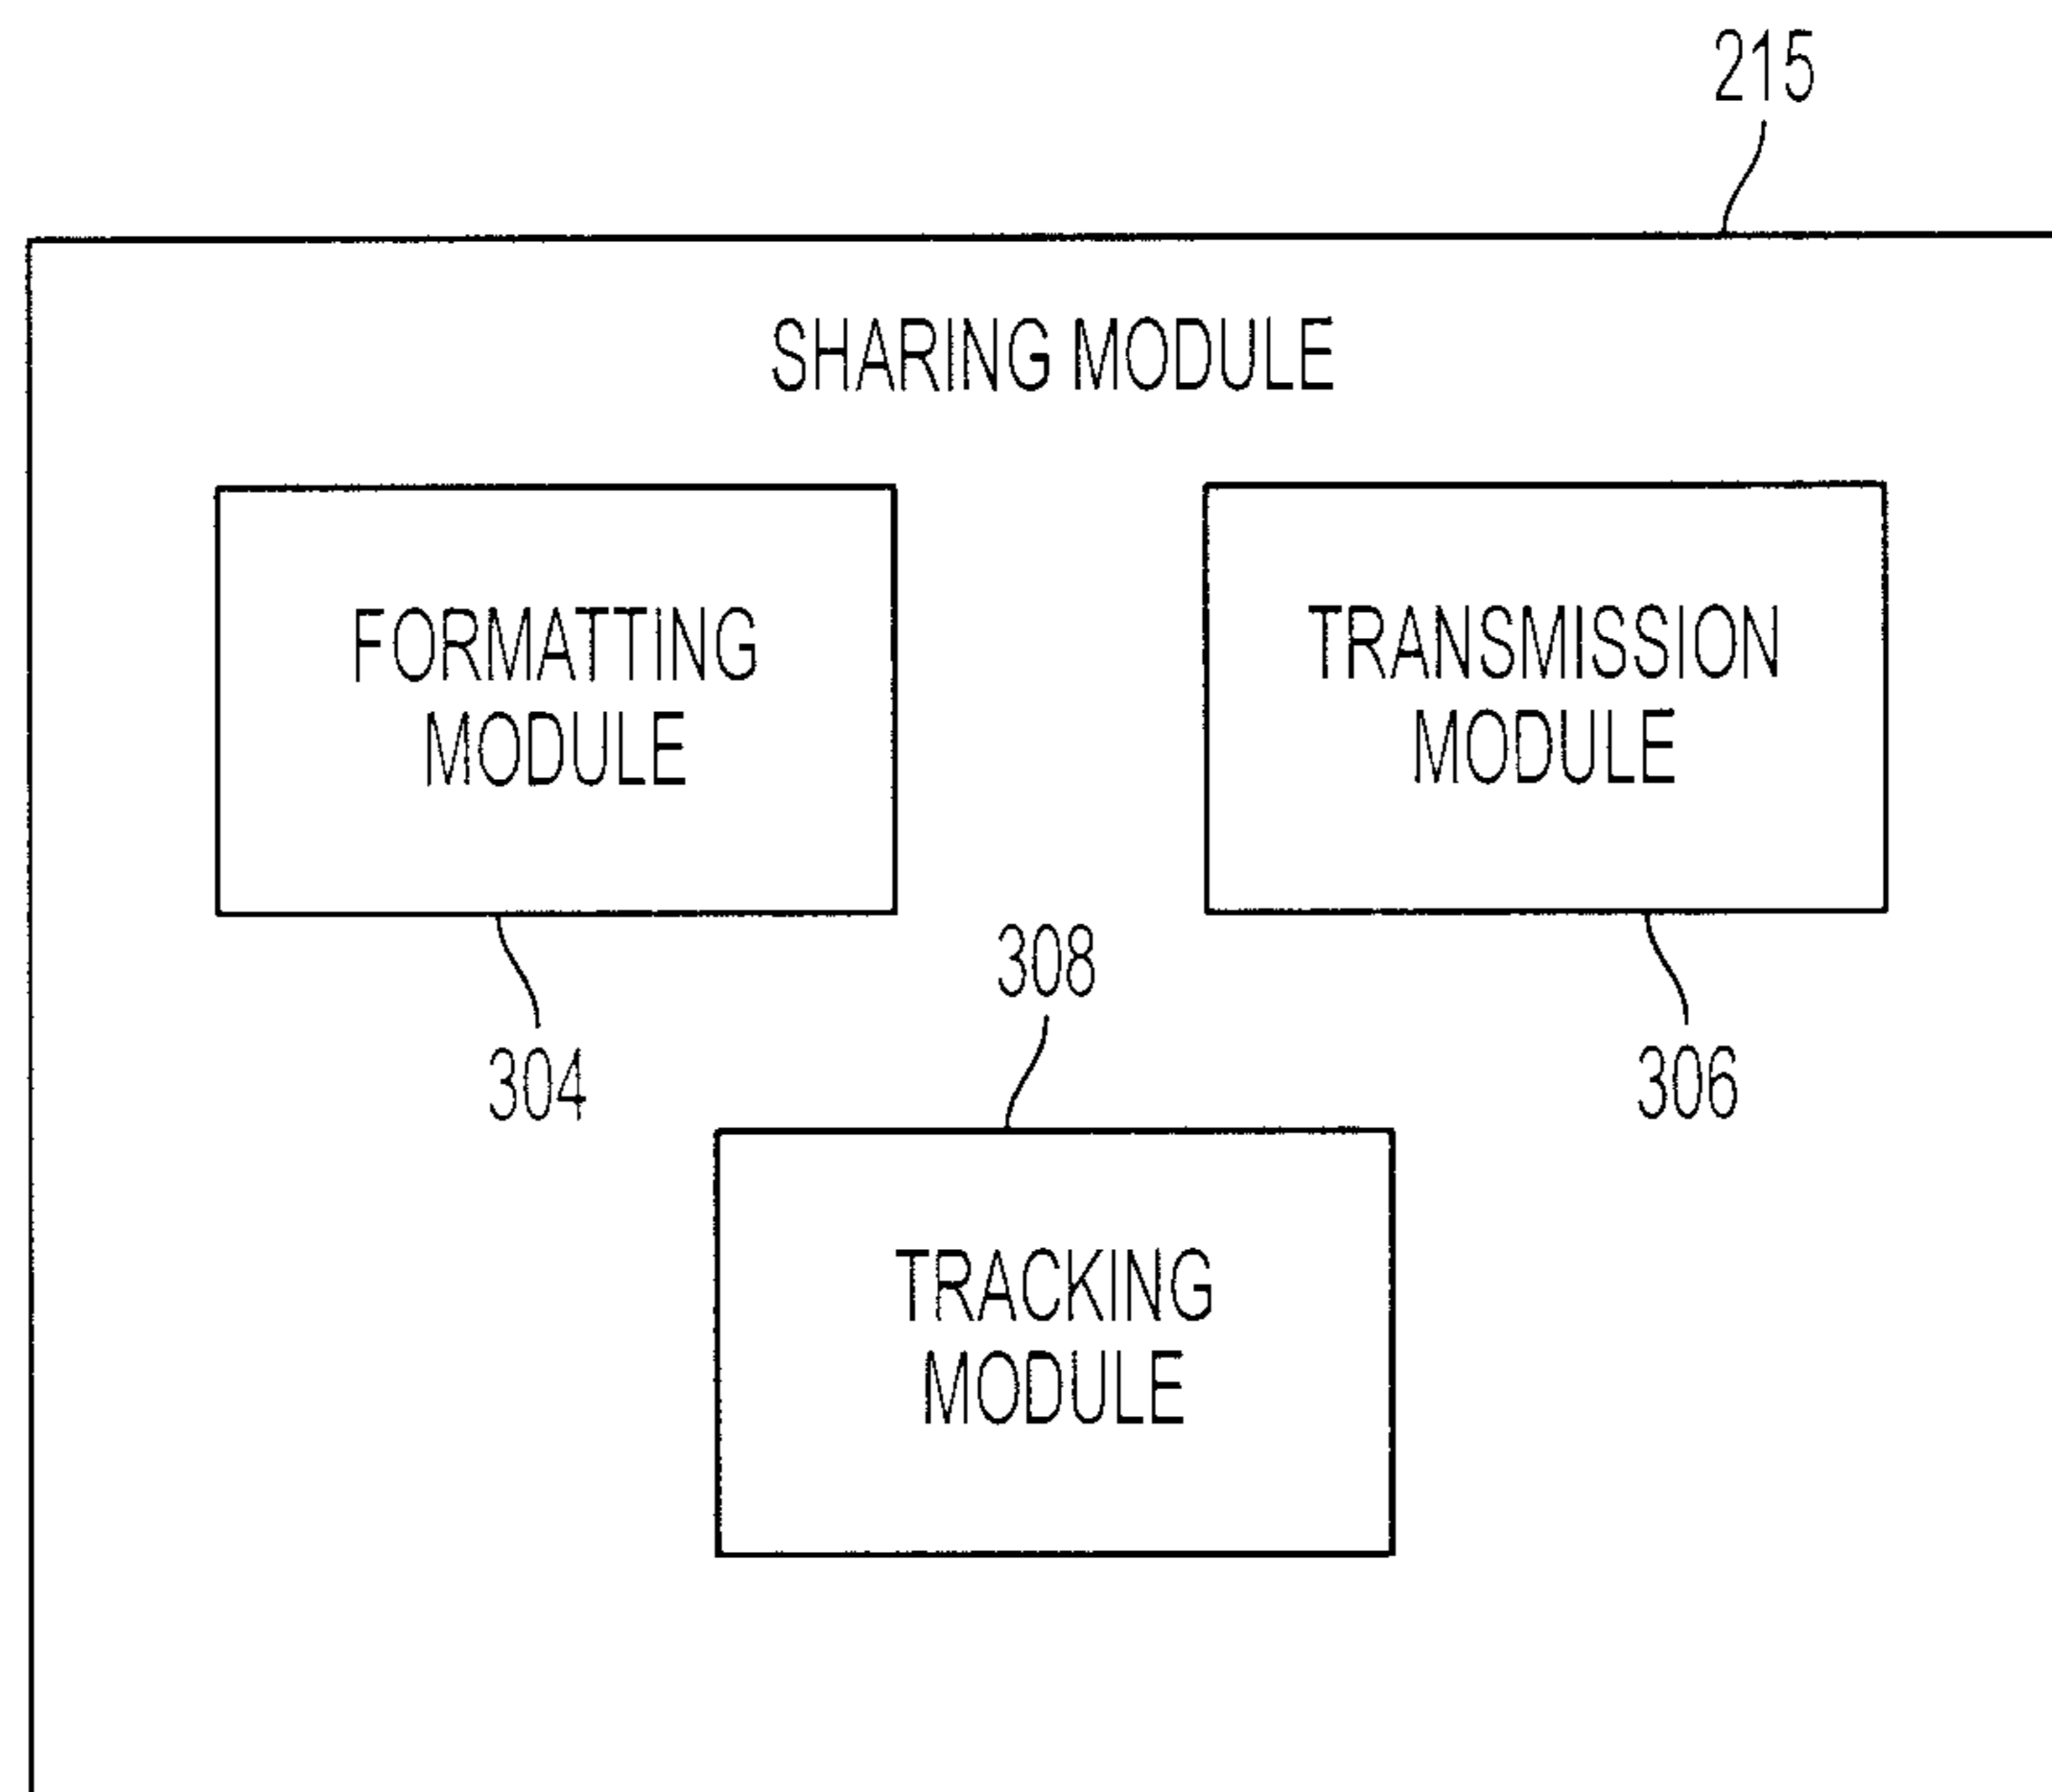 215
SHARING MODULE
FORMATTING
MODULE
TRANSMISSION
MODULE
308
304
306
TRACKING
MODULE